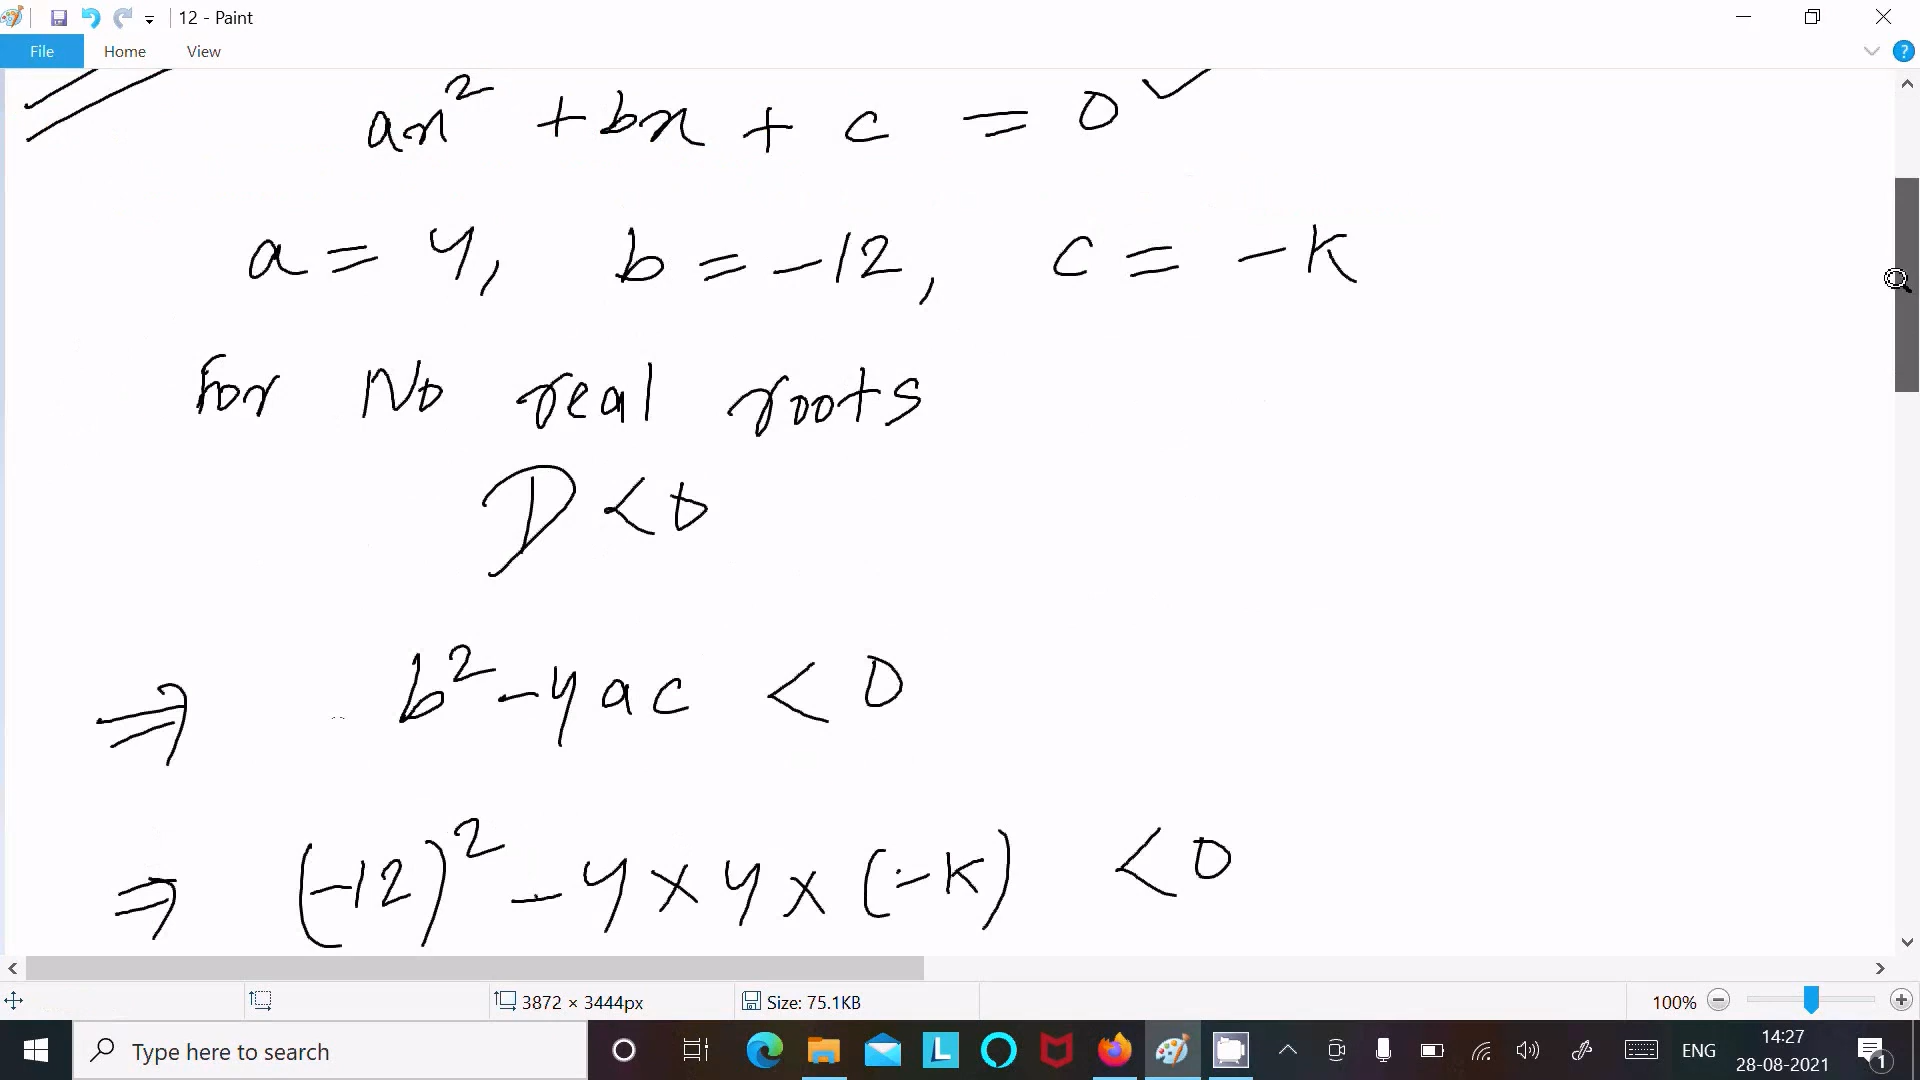 12 - Paint
File Home View
ax² + bx + c = 0
a = 4, b = -12, c = -K
For No real roots
D < 0
⇒ b² - 4ac < 0
⇒ (-12)² - 4 × 4 × (-K) < 0
3872 × 3444px Size: 75.1KB 100%
Type here to search
L
ENG
14:27
28-08-2021
1